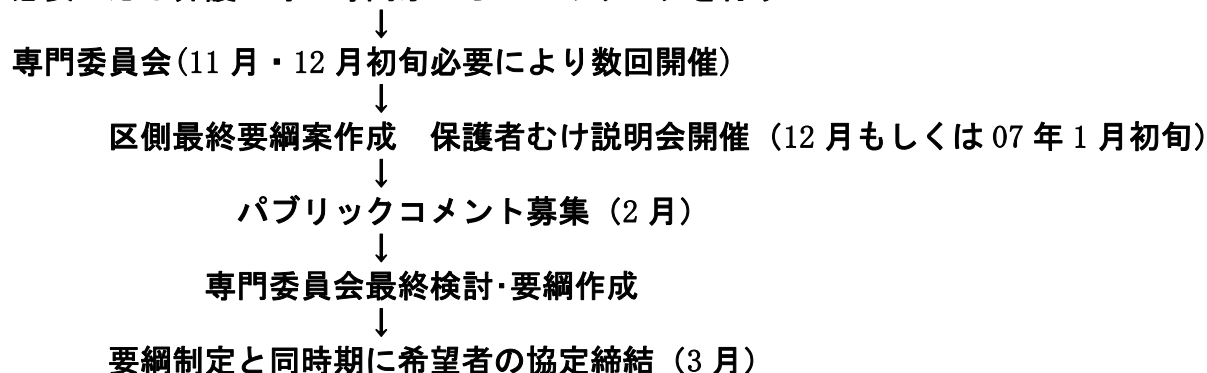 ↓
専門委員会(11月・12月初旬必要により数回開催)
↓
区側最終要綱案作成　保護者むけ説明会開催（12月もしくは07年1月初旬）
↓
パブリックコメント募集（2月）
↓
専門委員会最終検討･要綱作成
↓
要綱制定と同時期に希望者の協定締結（3月）